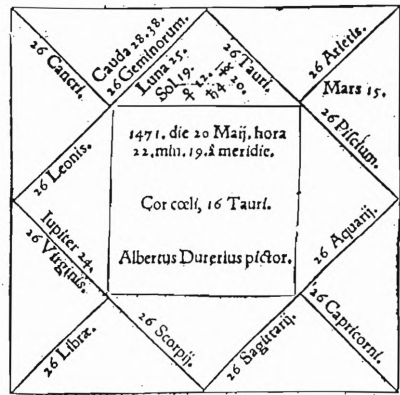 26 Cancri.
Cauda 28.38.
26 Geminorum.
Luna 25.
Sol 19.
♀ 12.
♄ 4.
☿ 20.
26 Tauri.
26 Arietis.
Mars 15.
26 Piscium.
26 Leonis.
1471. die 20 Maij, hora
22. min. 19. â meridie.
Cor cœli, 16 Tauri.
Albertus Durerius pictor.
Iupiter 24.
26 Virginis.
26 Aquarij.
26 Capricorni.
26 Libræ.
26 Scorpij.
26 Sagittarij.